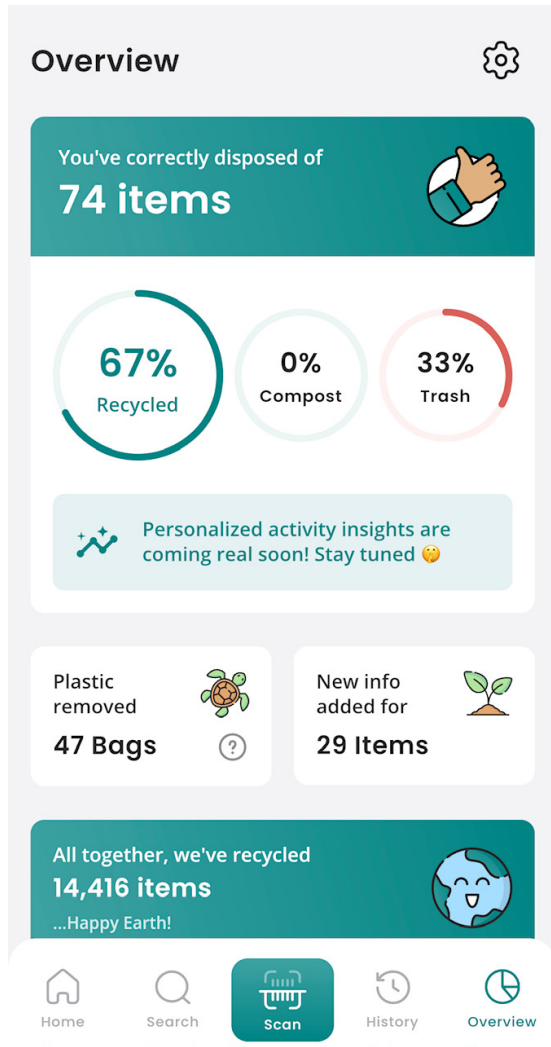 Overview
You've correctly disposed of
74 items
67%
Recycled
0%
Compost
33%
Trash
Personalized activity insights are
coming real soon! Stay tuned 🤫
Plastic
removed
47 Bags
?
New info
added for
29 Items
All together, we've recycled
14,416 items
...Happy Earth!
Home
Search
Scan
History
Overview